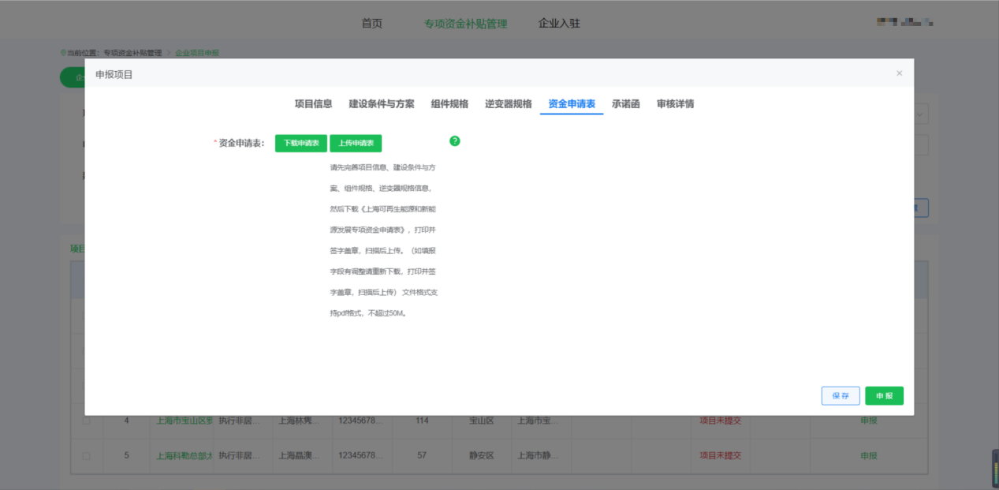 首页 专项资金补贴管理 企业入驻
当前位置： 专项资金补贴管理 > 企业项目申报
申报项目
项目信息 建设条件与方案 组件规格 逆变器规格 资金申请表 承诺函 审核详情
* 资金申请表： 下载申请表 上传申请表 ?
请先完善项目信息、建设条件与方
案、组件规格、逆变器规格信息，
然后下载《上海可再生能源和新能
源发展专项资金申请表》，打印并
签字盖章，扫描后上传。（如填报
字段有调整请重新下载，打印并签
字盖章，扫描后上传） 文件格式支
持pdf格式，不超过50M。
保存 申报
4 上海市宝山区罗 执行非居... 上海林隽... 12345678... 114 宝山区 上海市宝... 项目未提交 申报
5 上海科勒总部太 执行非居... 上海晶澳... 12345678... 57 静安区 上海市静... 项目未提交 申报